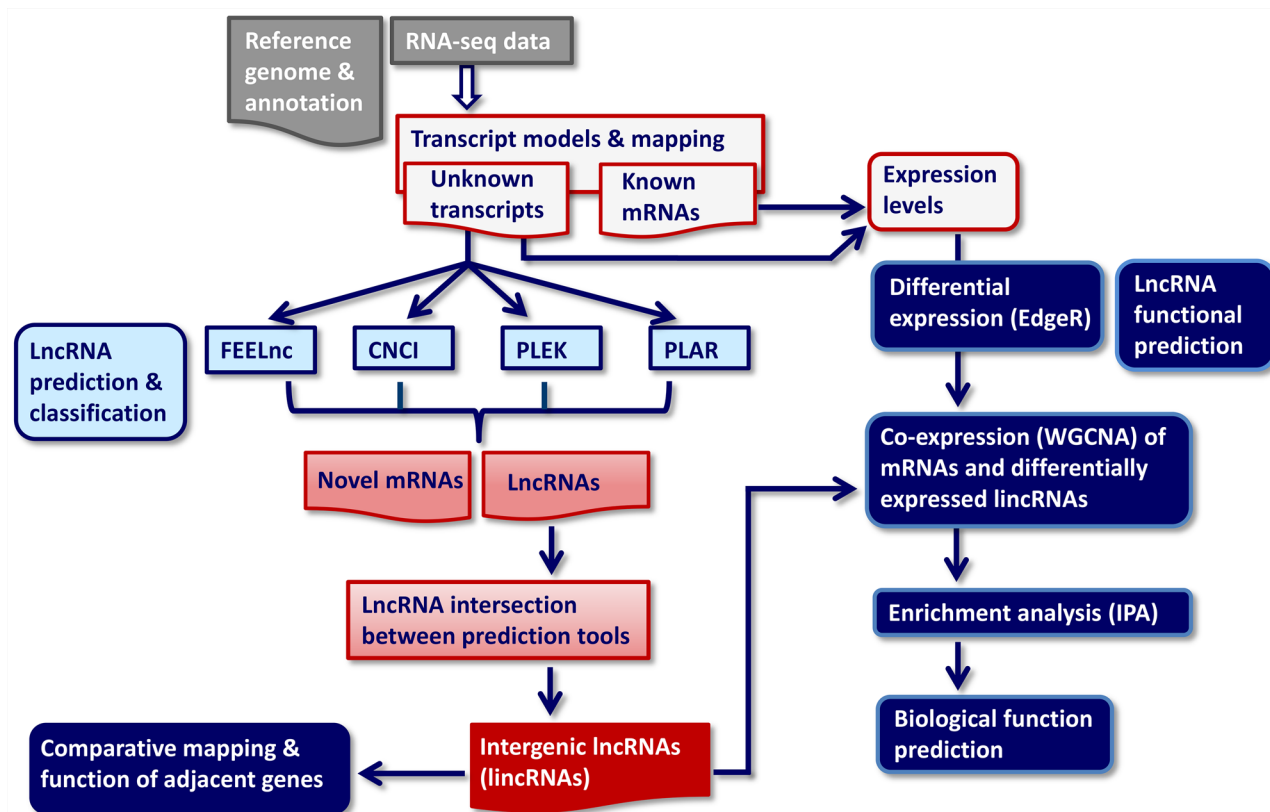 Reference
genome &
annotation
RNA-seq data
Transcript models & mapping
Unknown
transcripts
Known
mRNAs
Expression
levels
Differential
expression (EdgeR)
LncRNA
functional
prediction
LncRNA
prediction &
classification
FEELnc
CNCI
PLEK
PLAR
Co-expression (WGCNA) of
mRNAs and differentially
expressed lincRNAs
Novel mRNAs
LncRNAs
LncRNA intersection
between prediction tools
Enrichment analysis (IPA)
Biological function
prediction
Comparative mapping &
function of adjacent genes
Intergenic lncRNAs
(lincRNAs)